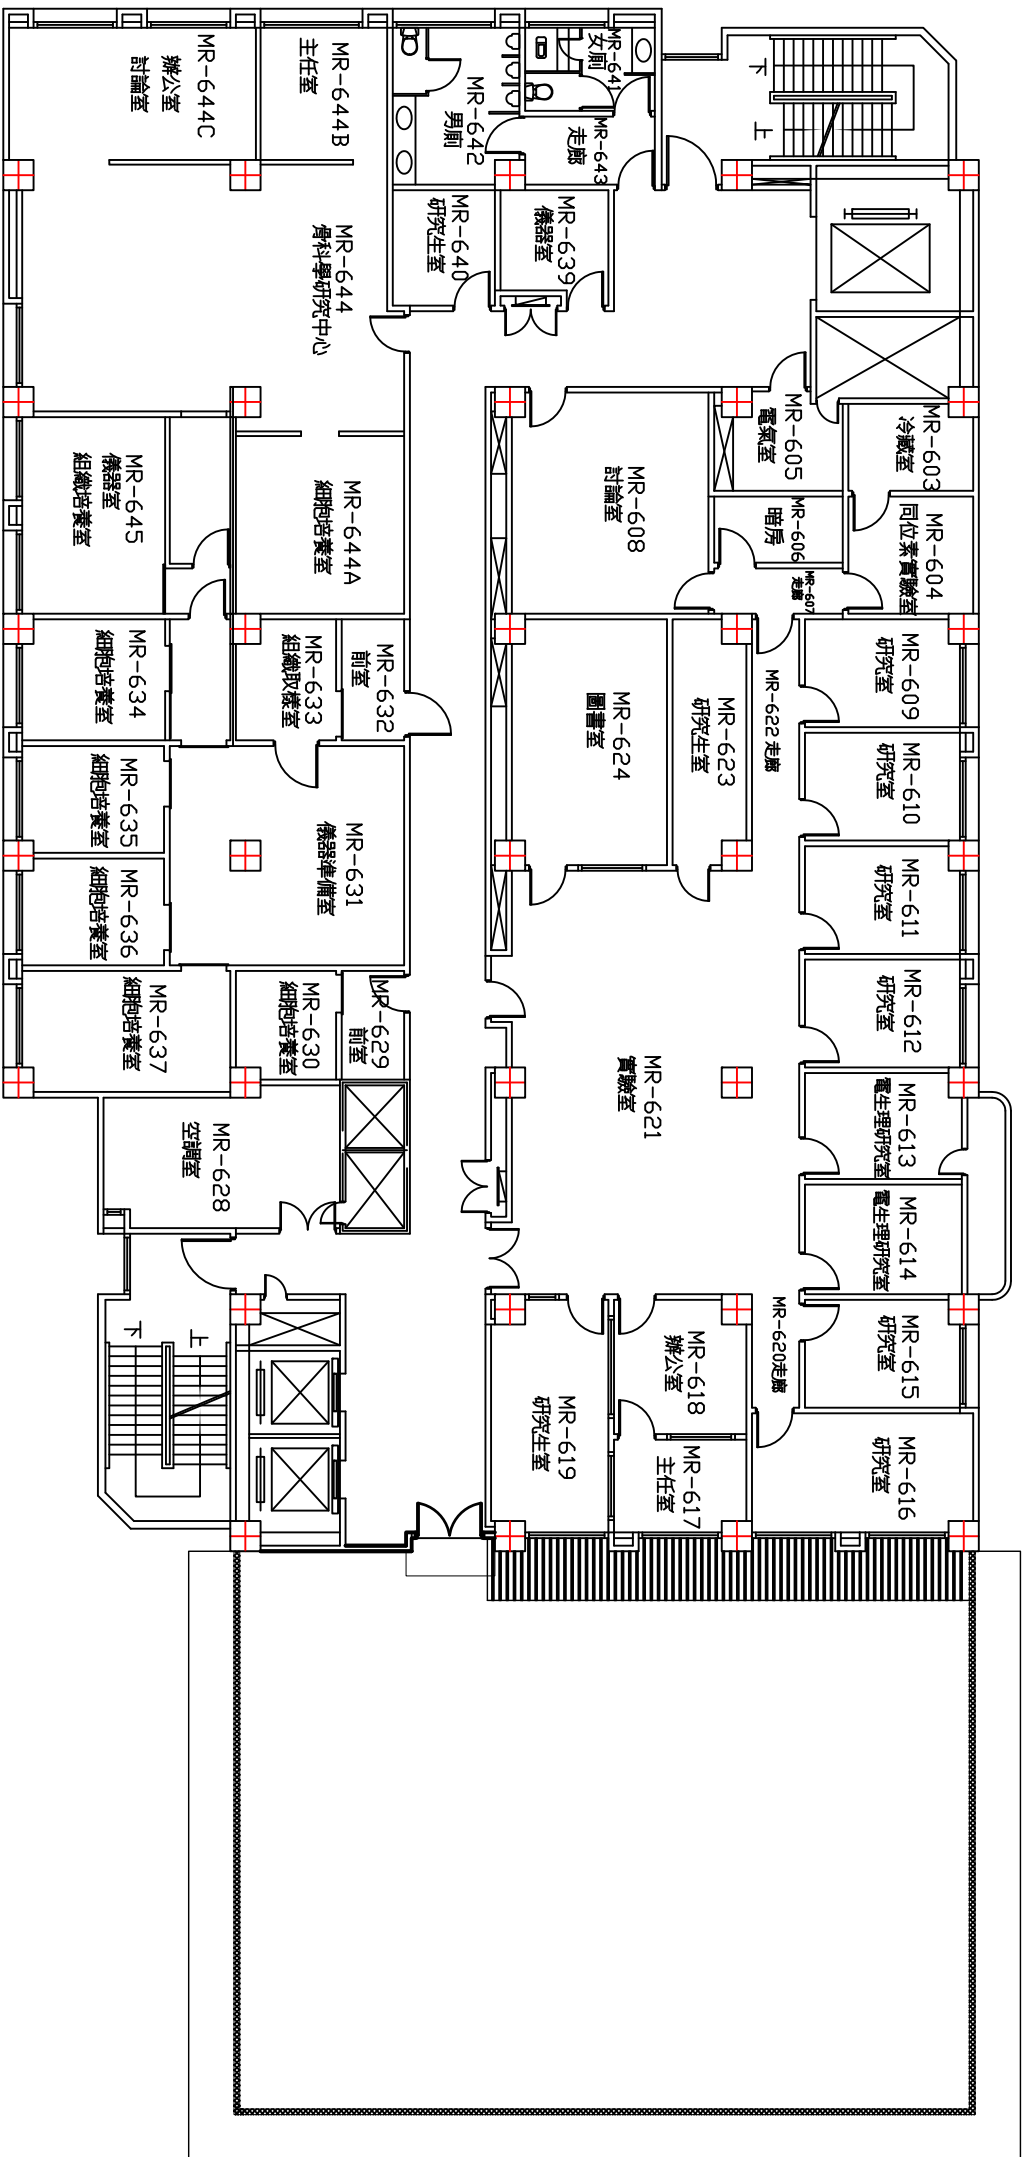 MR-603
冷藏室
MR-604
同位素實驗室
MR-605
電氣室
MR-606
暗房
MR-607
走廊
MR-608
討論室
MR-609
研究室
MR-610
研究室
MR-611
研究室
MR-612
研究室
MR-613
電生理研究室
MR-614
電生理研究室
MR-615
研究室
MR-616
研究室
MR-617
主任室
MR-618
辦公室
MR-619
研究生室
MR-620走廊
MR-621
實驗室
MR-622 走廊
MR-623
研究生室
MR-624
圖書室
MR-628
空調室
MR-629
前室
MR-630
細胞培養室
MR-631
儀器準備室
MR-632
前室
MR-633
組織取樣室
MR-634
細胞培養室
MR-635
細胞培養室
MR-636
細胞培養室
MR-637
細胞培養室
MR-639
儀器室
MR-640
研究生室
MR-641
女廁
MR-642
男廁
MR-643
走廊
MR-644
骨科學研究中心
MR-644A
細胞培養室
MR-644B
主任室
MR-644C
辦公室
討論室
MR-645
儀器室
組織培養室
下
上
下
上